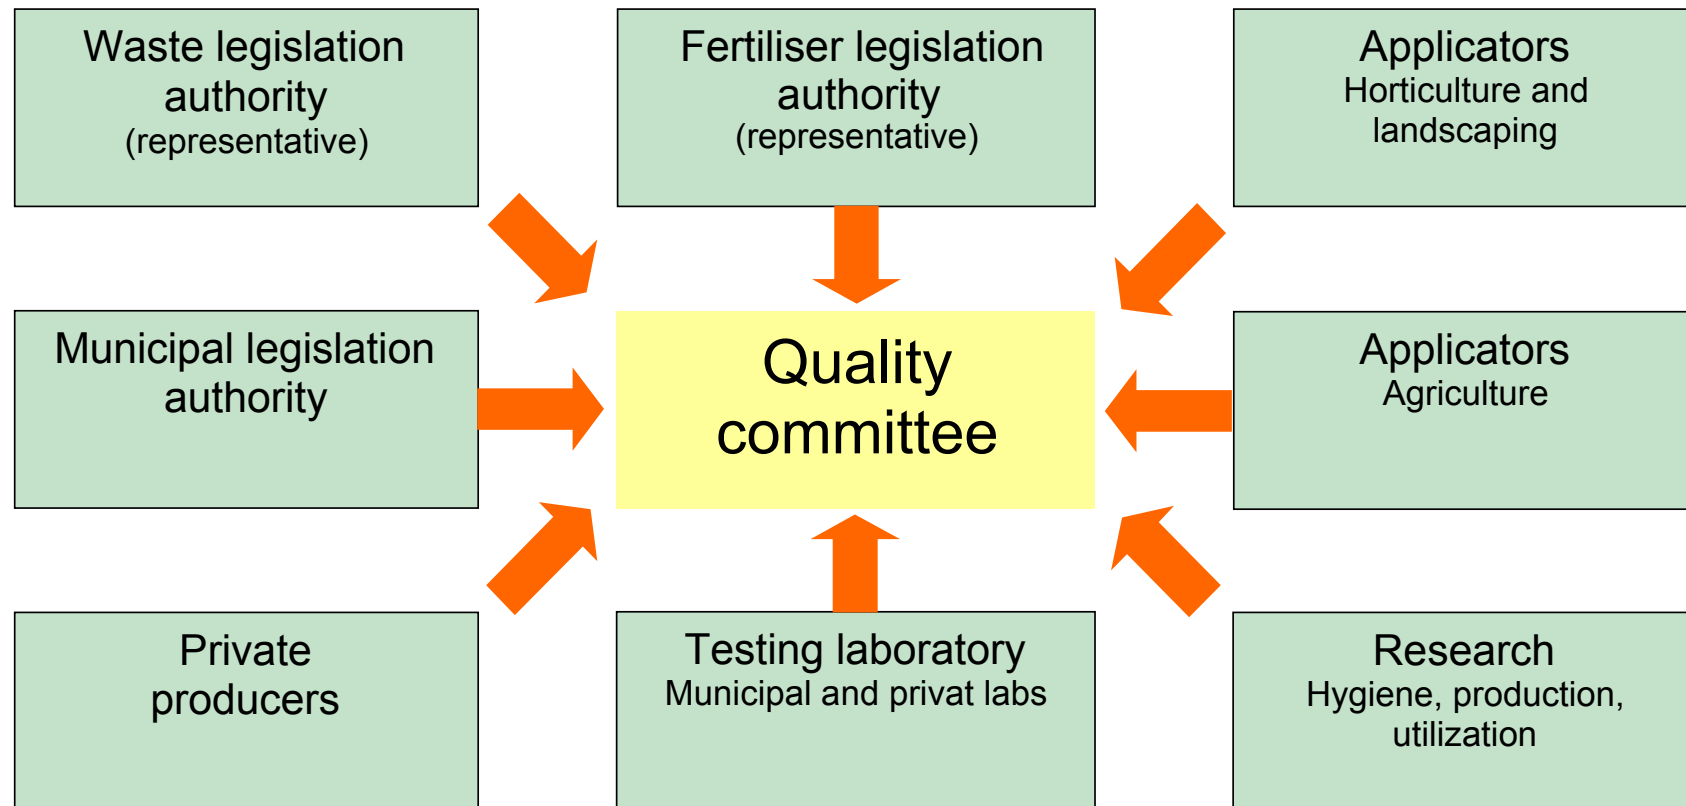 Waste legislation
authority
(representative)
Fertiliser legislation
authority
(representative)
Applicators
Horticulture and
landscaping
Municipal legislation
authority
Quality
committee
Applicators
Agriculture
Private
producers
Testing laboratory
Municipal and privat labs
Research
Hygiene, production,
utilization